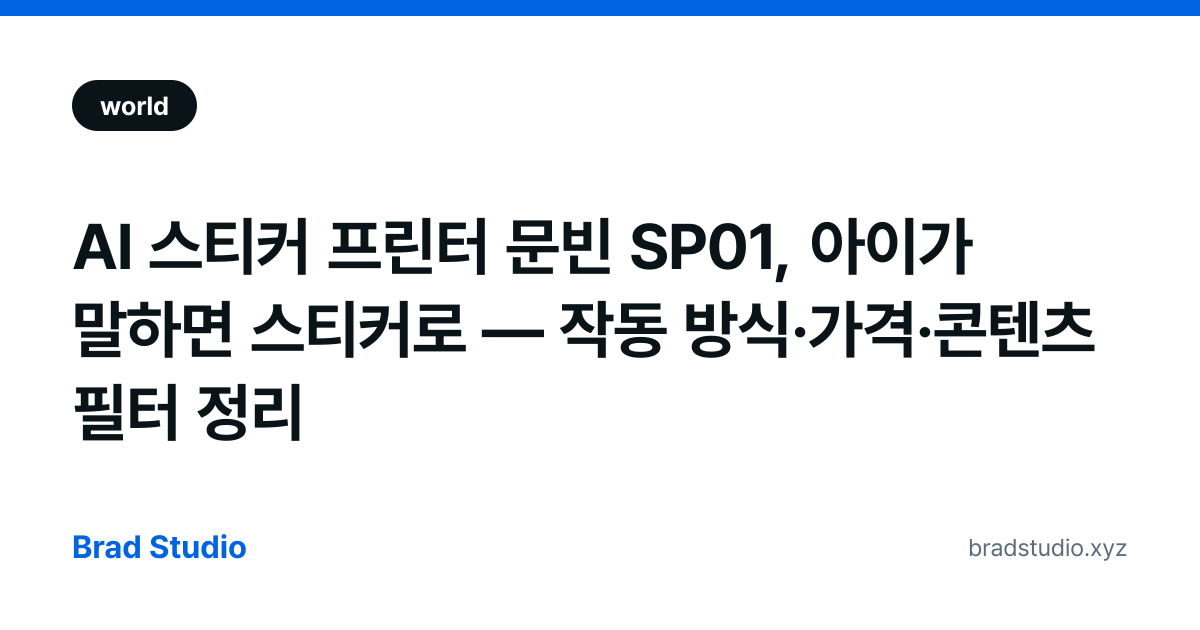 world
AI 스티커 프린터 문빈 SP01, 아이가
말하면 스티커로 — 작동 방식·가격·콘텐츠
필터 정리
Brad Studio
bradstudio.xyz